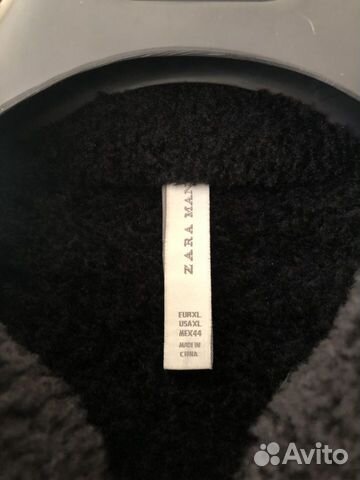 ZARA MAN
EUR XL
USA XL
MEX 44
MADE IN
CHINA
Avito